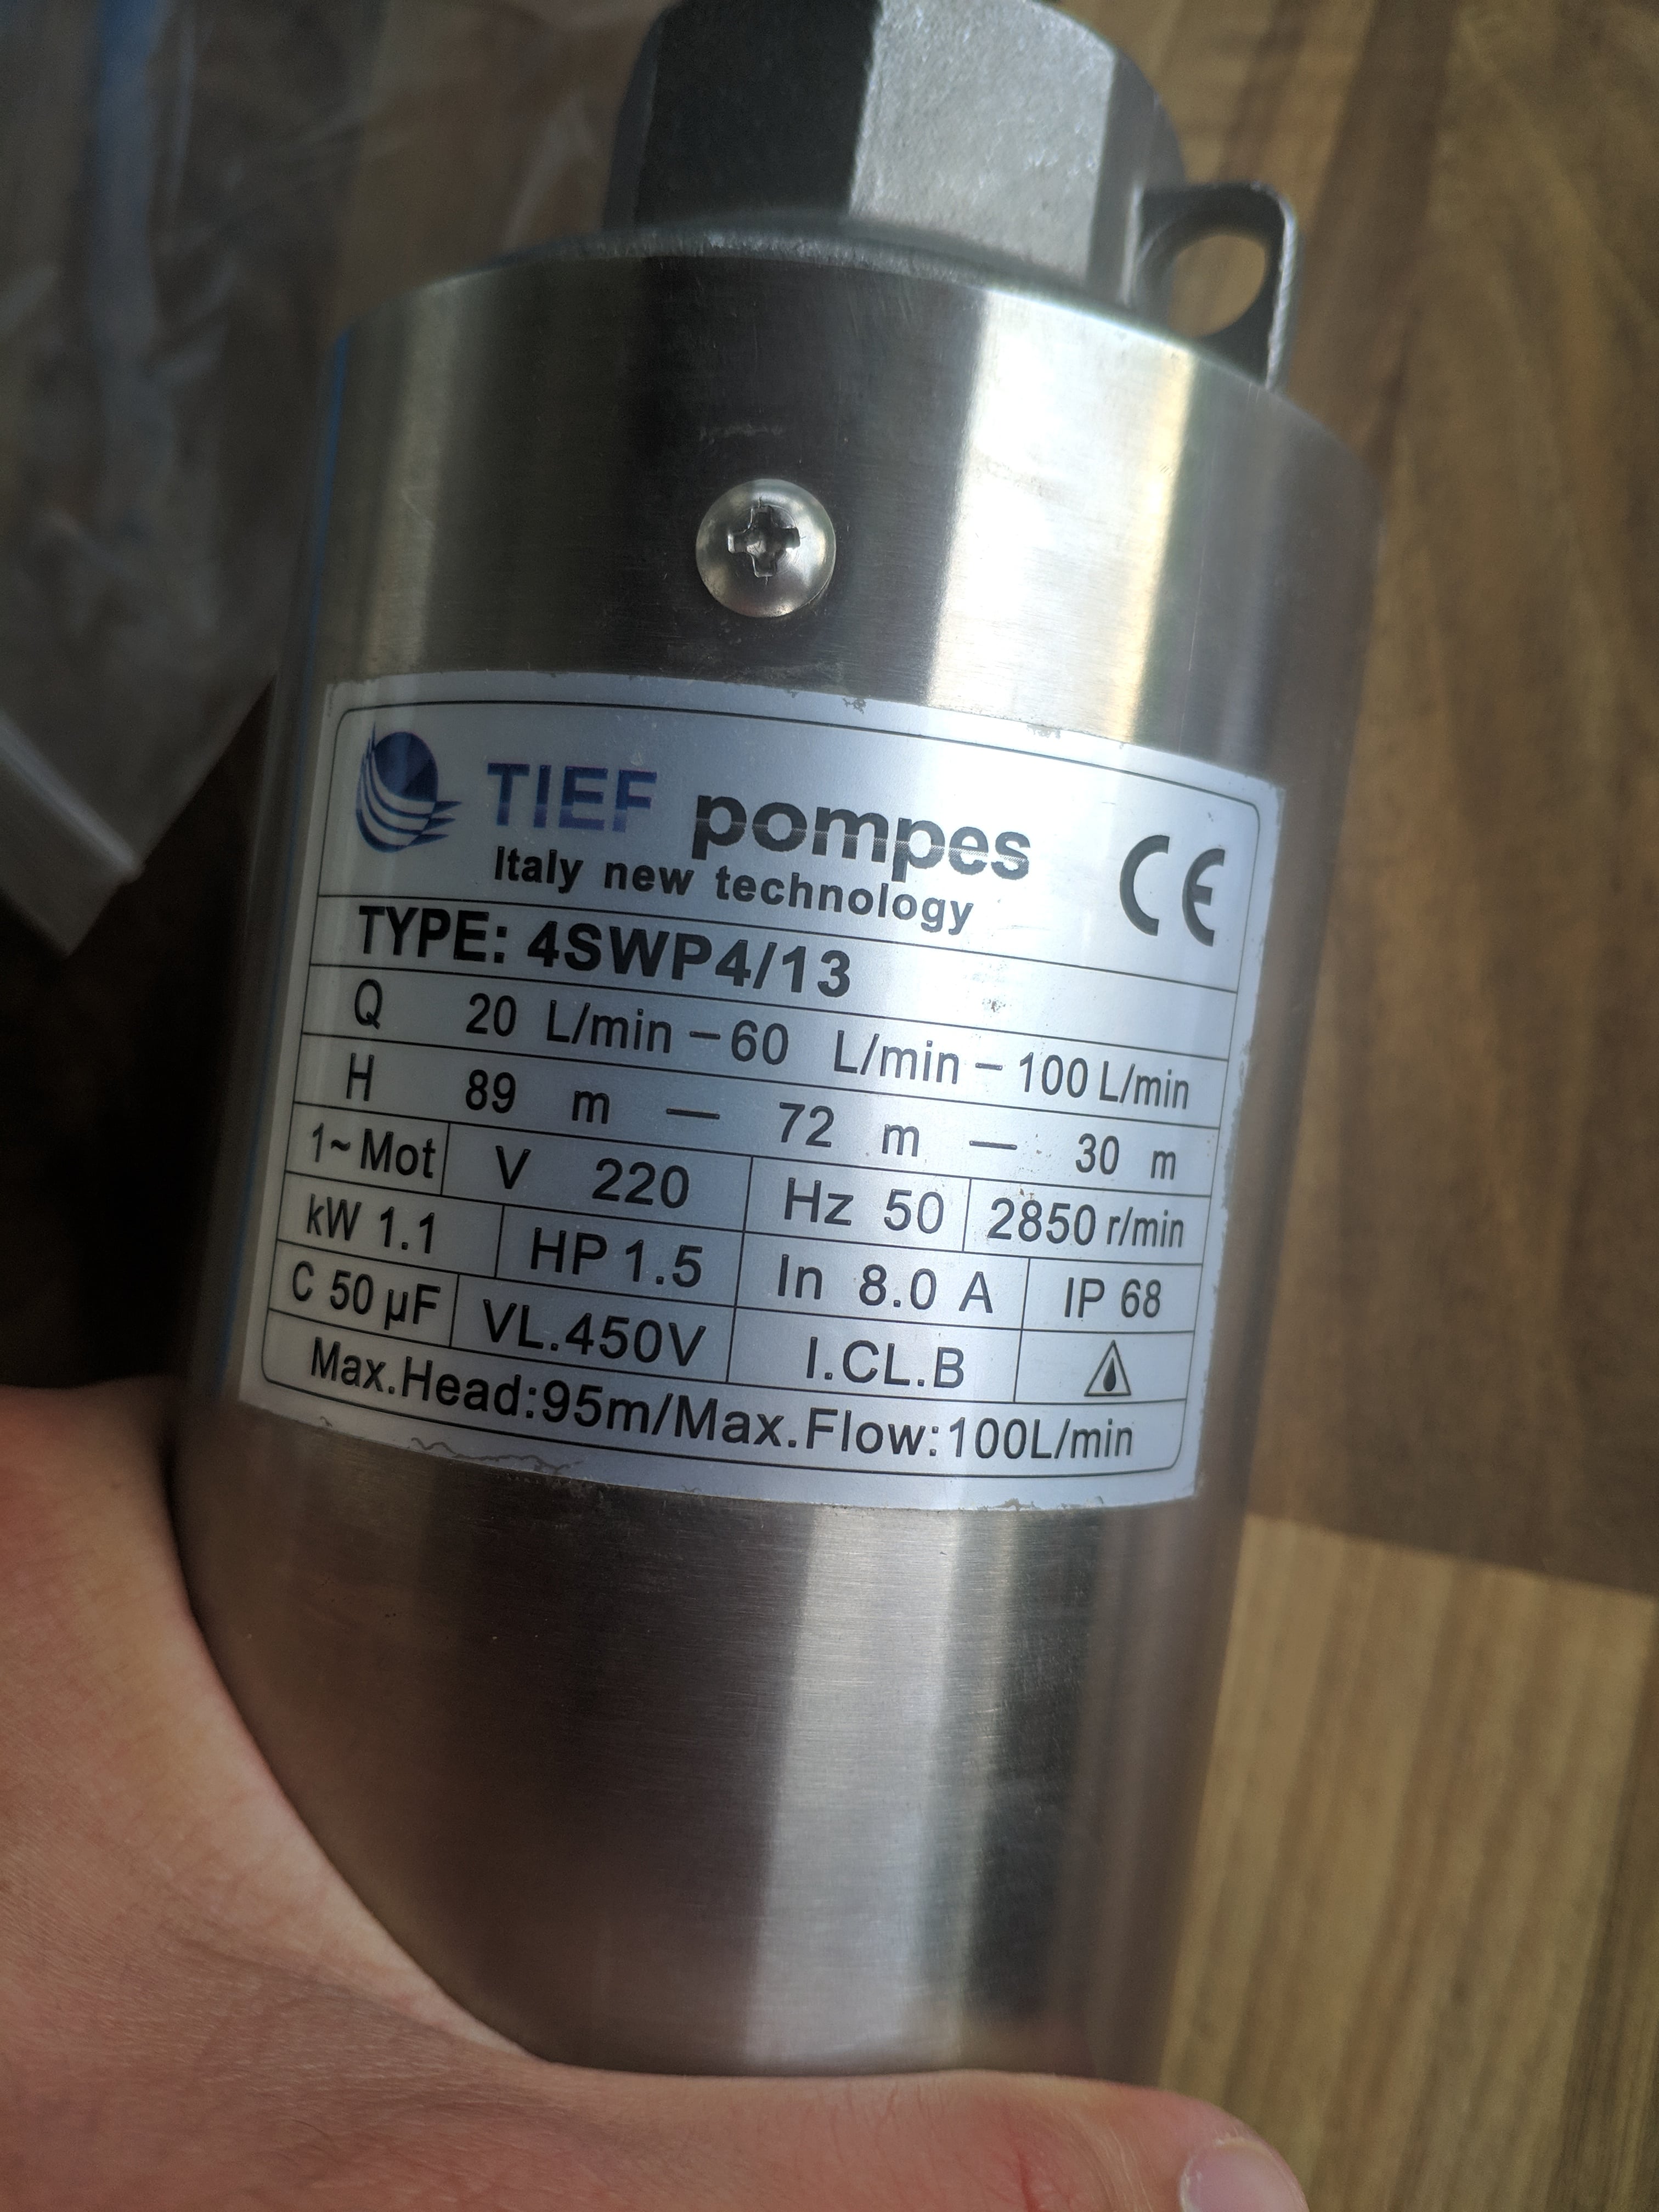 TIEF pompes
Italy new technology
CE
TYPE: 4SWP4/13
Q 20 L/min – 60 L/min – 100 L/min
H 89 m — 72 m — 30 m
1~ Mot V 220 Hz 50 2850 r/min
kW 1.1 HP 1.5 In 8.0 A IP 68
C 50 µF VL.450V I.CL.B
Max.Head:95m/Max.Flow:100L/min